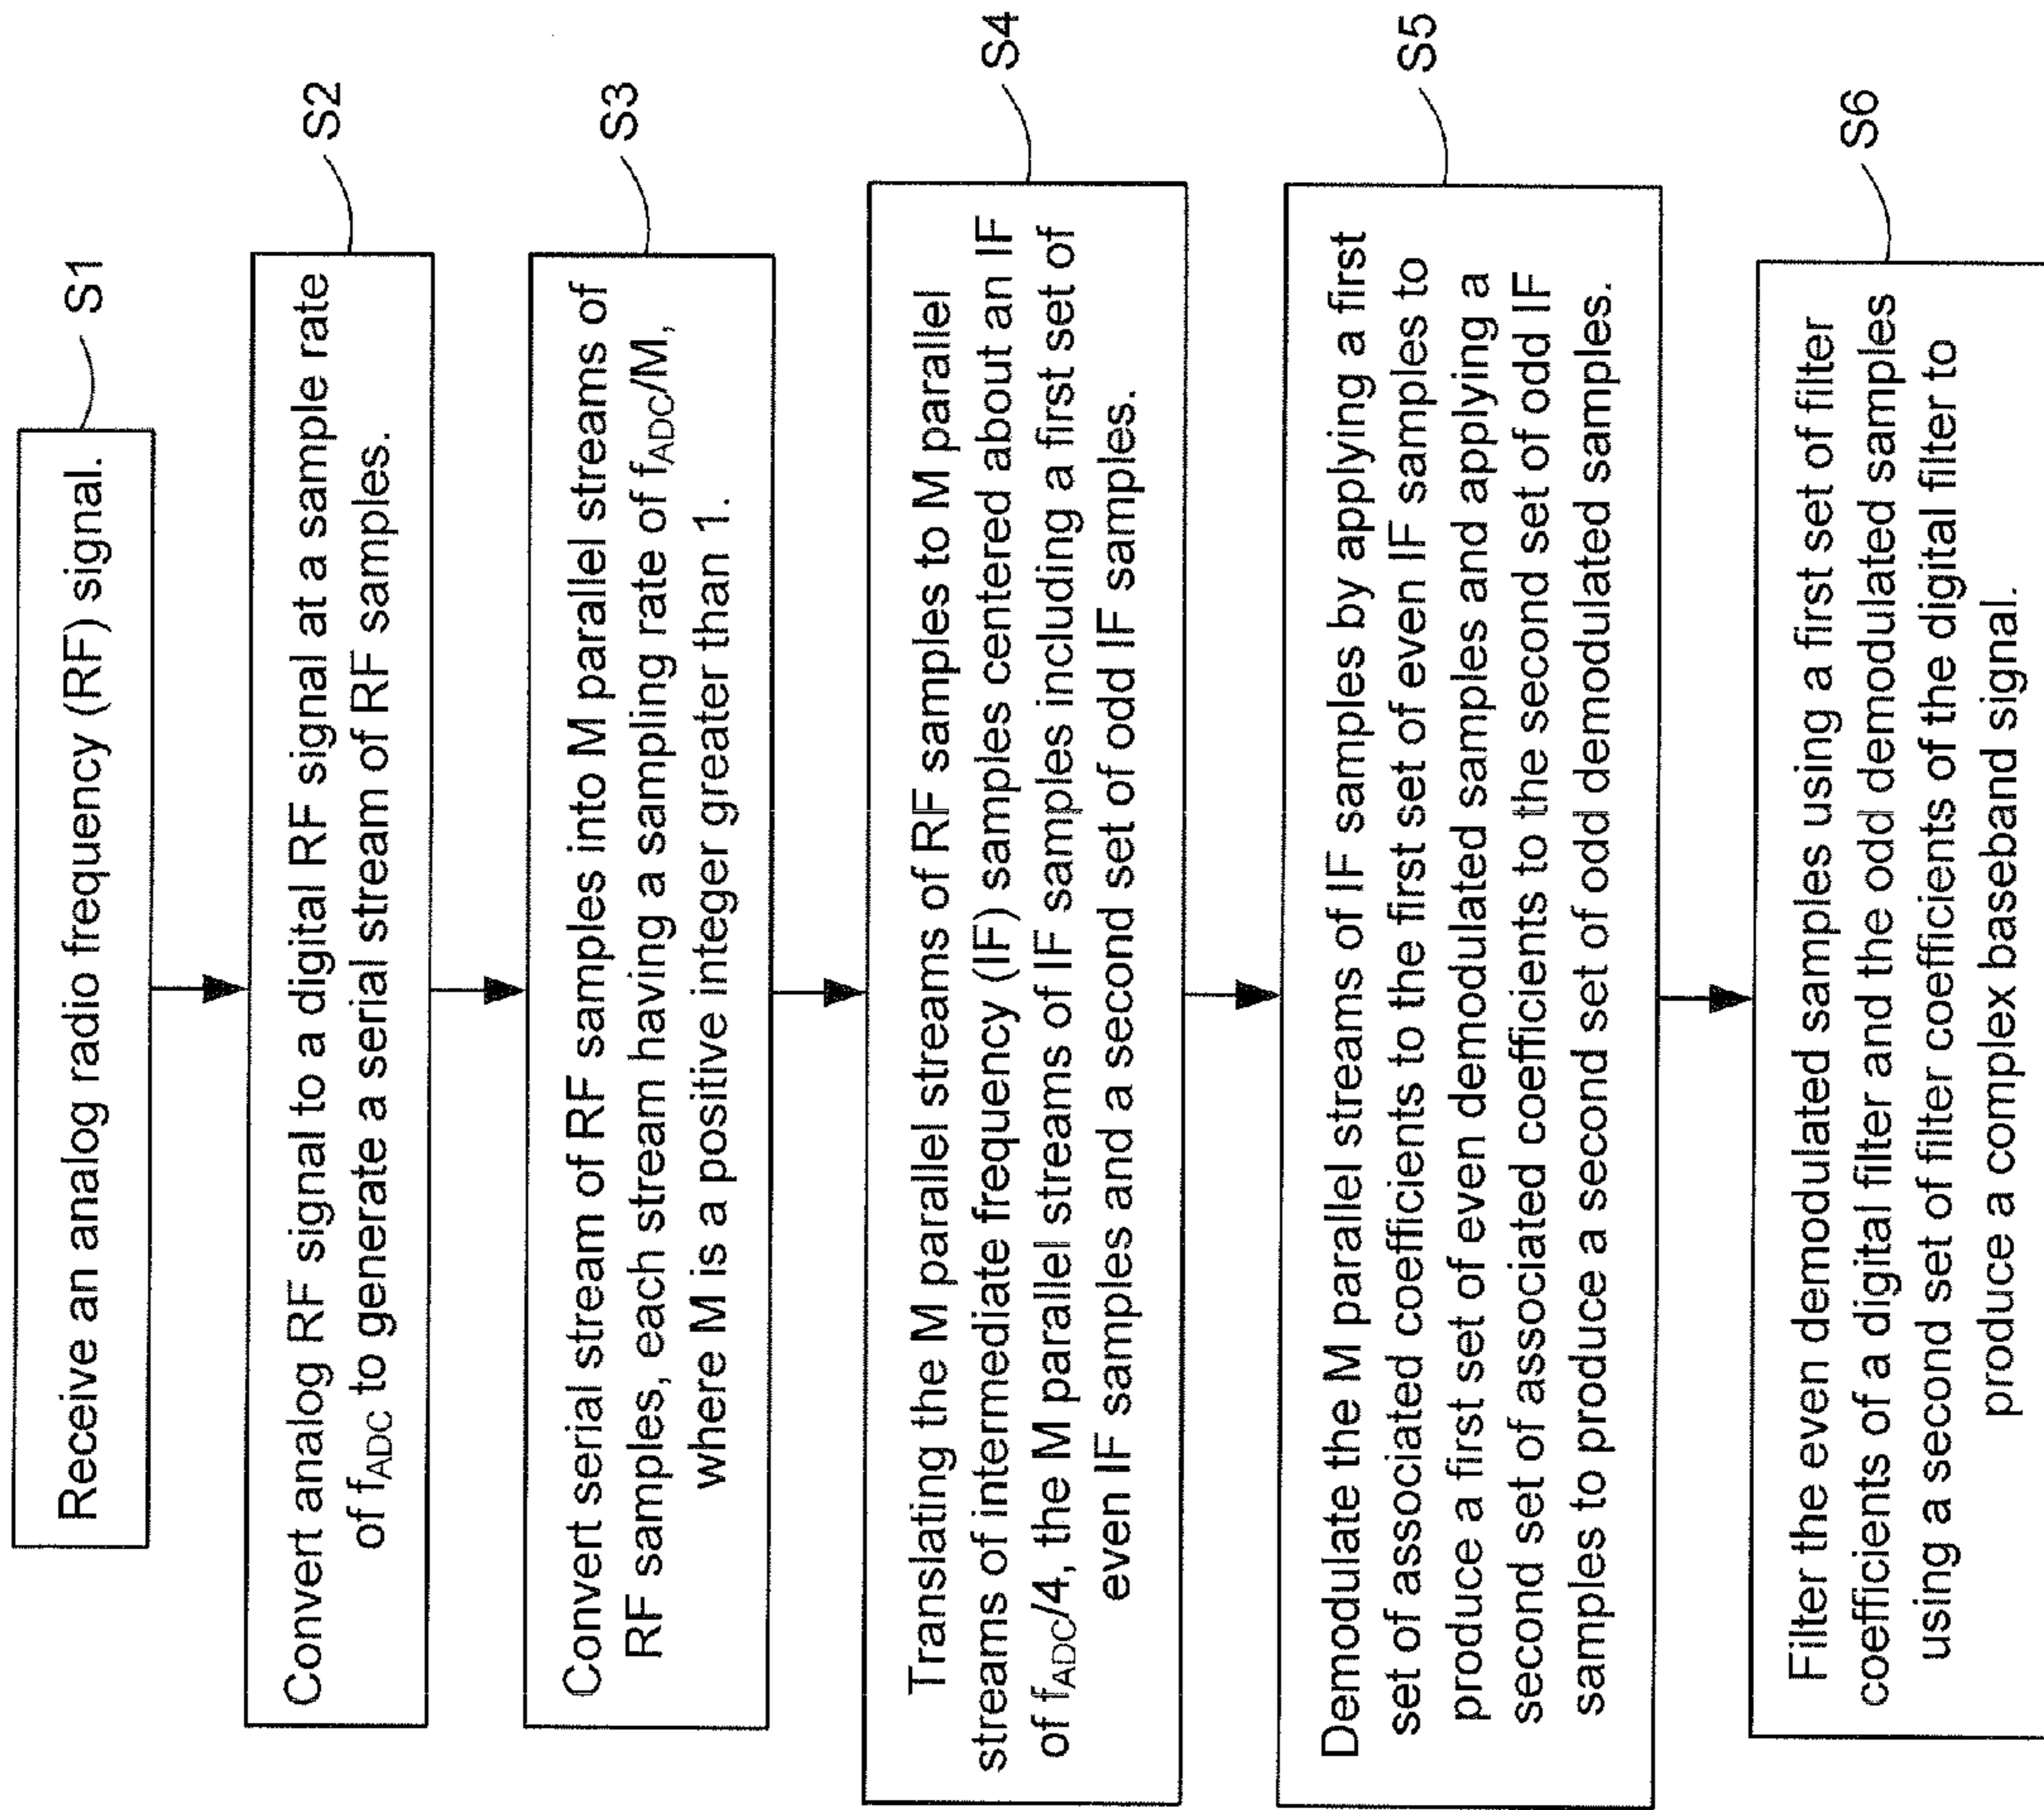 Receive an analog radio frequency (RF) signal.
S1
Convert analog RF signal to a digital RF signal at a sample rate
of fADC to generate a serial stream of RF samples.
S2
Convert serial stream of RF samples into M parallel streams of
RF samples, each stream having a sampling rate of fADC/M,
where M is a positive integer greater than 1.
S3
Translating the M parallel streams of RF samples to M parallel
streams of intermediate frequency (IF) samples centered about an IF
of fADC/4, the M parallel streams of IF samples including a first set of
even IF samples and a second set of odd IF samples.
S4
Demodulate the M parallel streams of IF samples by applying a first
set of associated coefficients to the first set of even IF samples to
produce a first set of even demodulated samples and applying a
second set of associated coefficients to the second set of odd IF
samples to produce a second set of odd demodulated samples.
S5
Filter the even demodulated samples using a first set of filter
coefficients of a digital filter and the odd demodulated samples
using a second set of filter coefficients of the digital filter to
produce a complex baseband signal.
S6